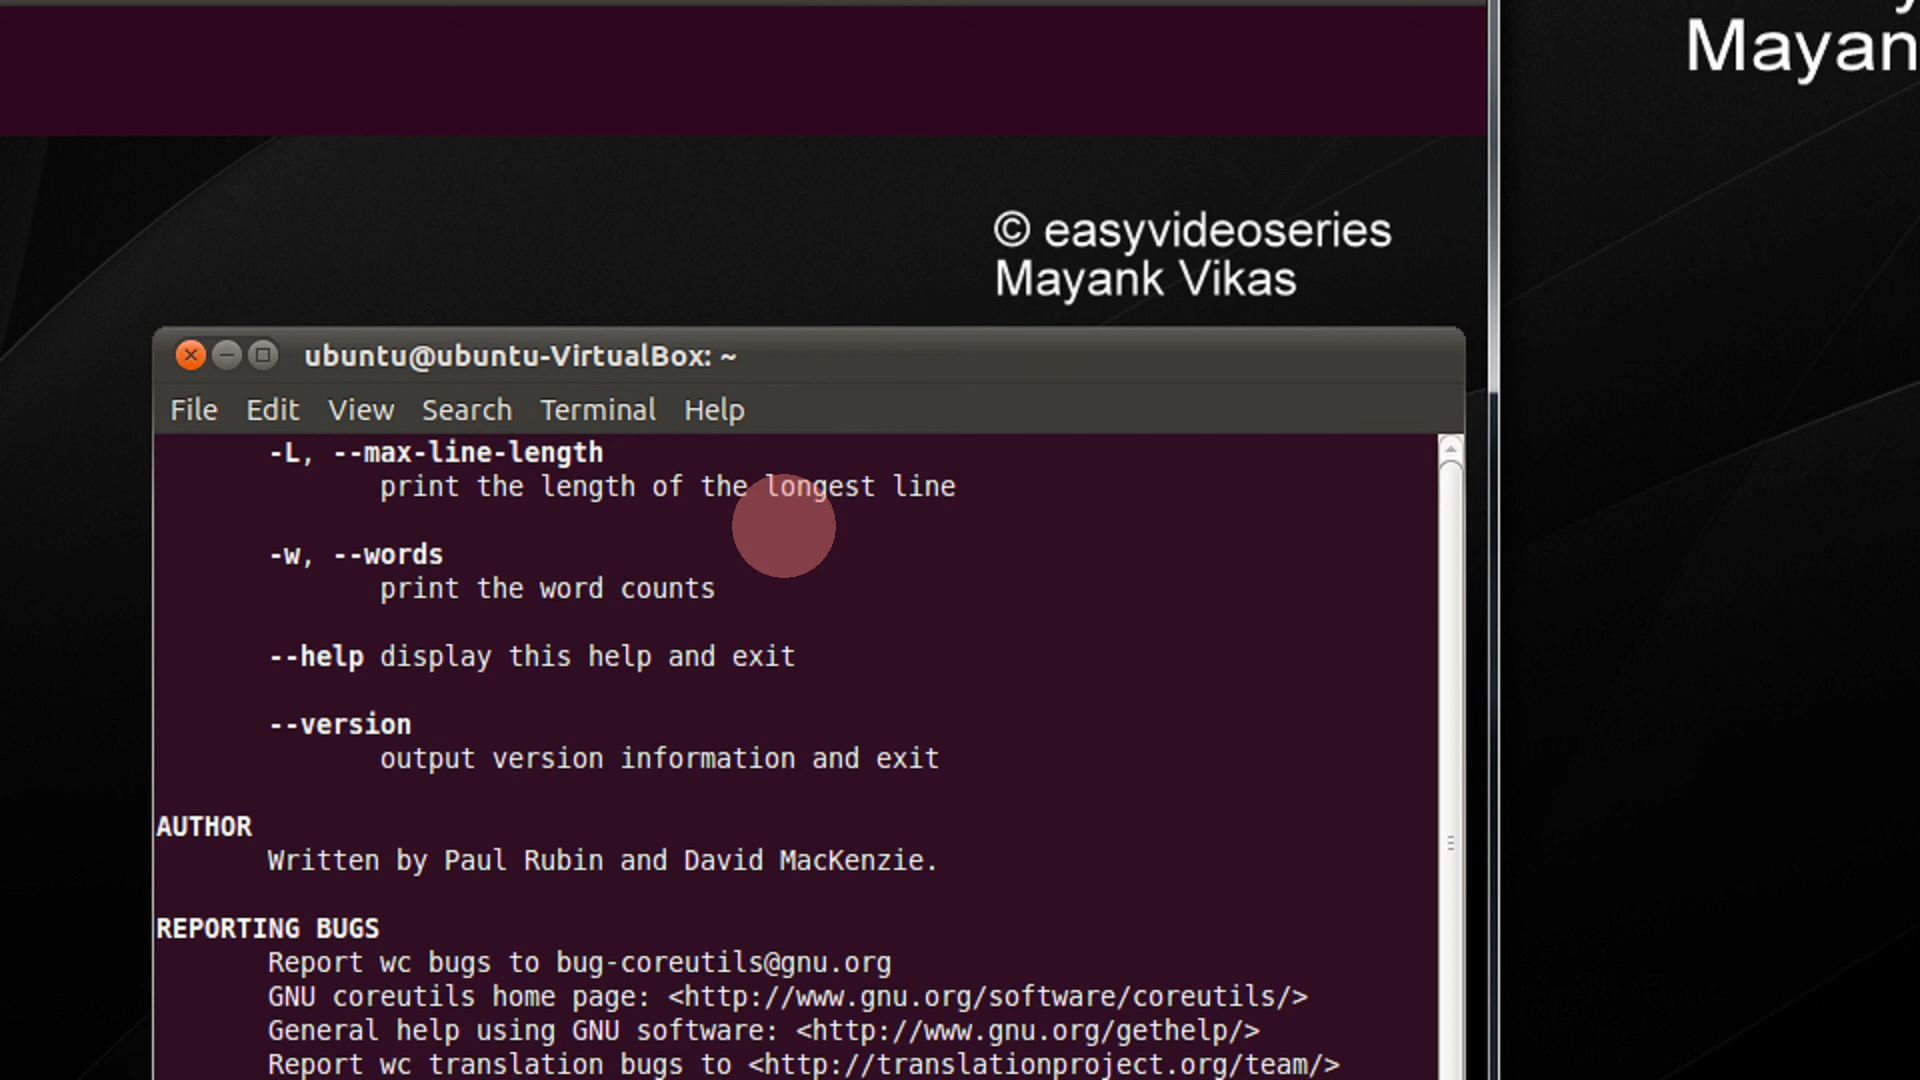 Mayan
© easyvideoseries
Mayank Vikas
ubuntu@ubuntu-VirtualBox: ~
File Edit View Search Terminal Help
-L, --max-line-length
print the length of the longest line
-w, --words
print the word counts
--help display this help and exit
--version
output version information and exit
AUTHOR
Written by Paul Rubin and David MacKenzie.
REPORTING BUGS
Report wc bugs to bug-coreutils@gnu.org
GNU coreutils home page: <http://www.gnu.org/software/coreutils/>
General help using GNU software: <http://www.gnu.org/gethelp/>
Report wc translation bugs to <http://translationproject.org/team/>